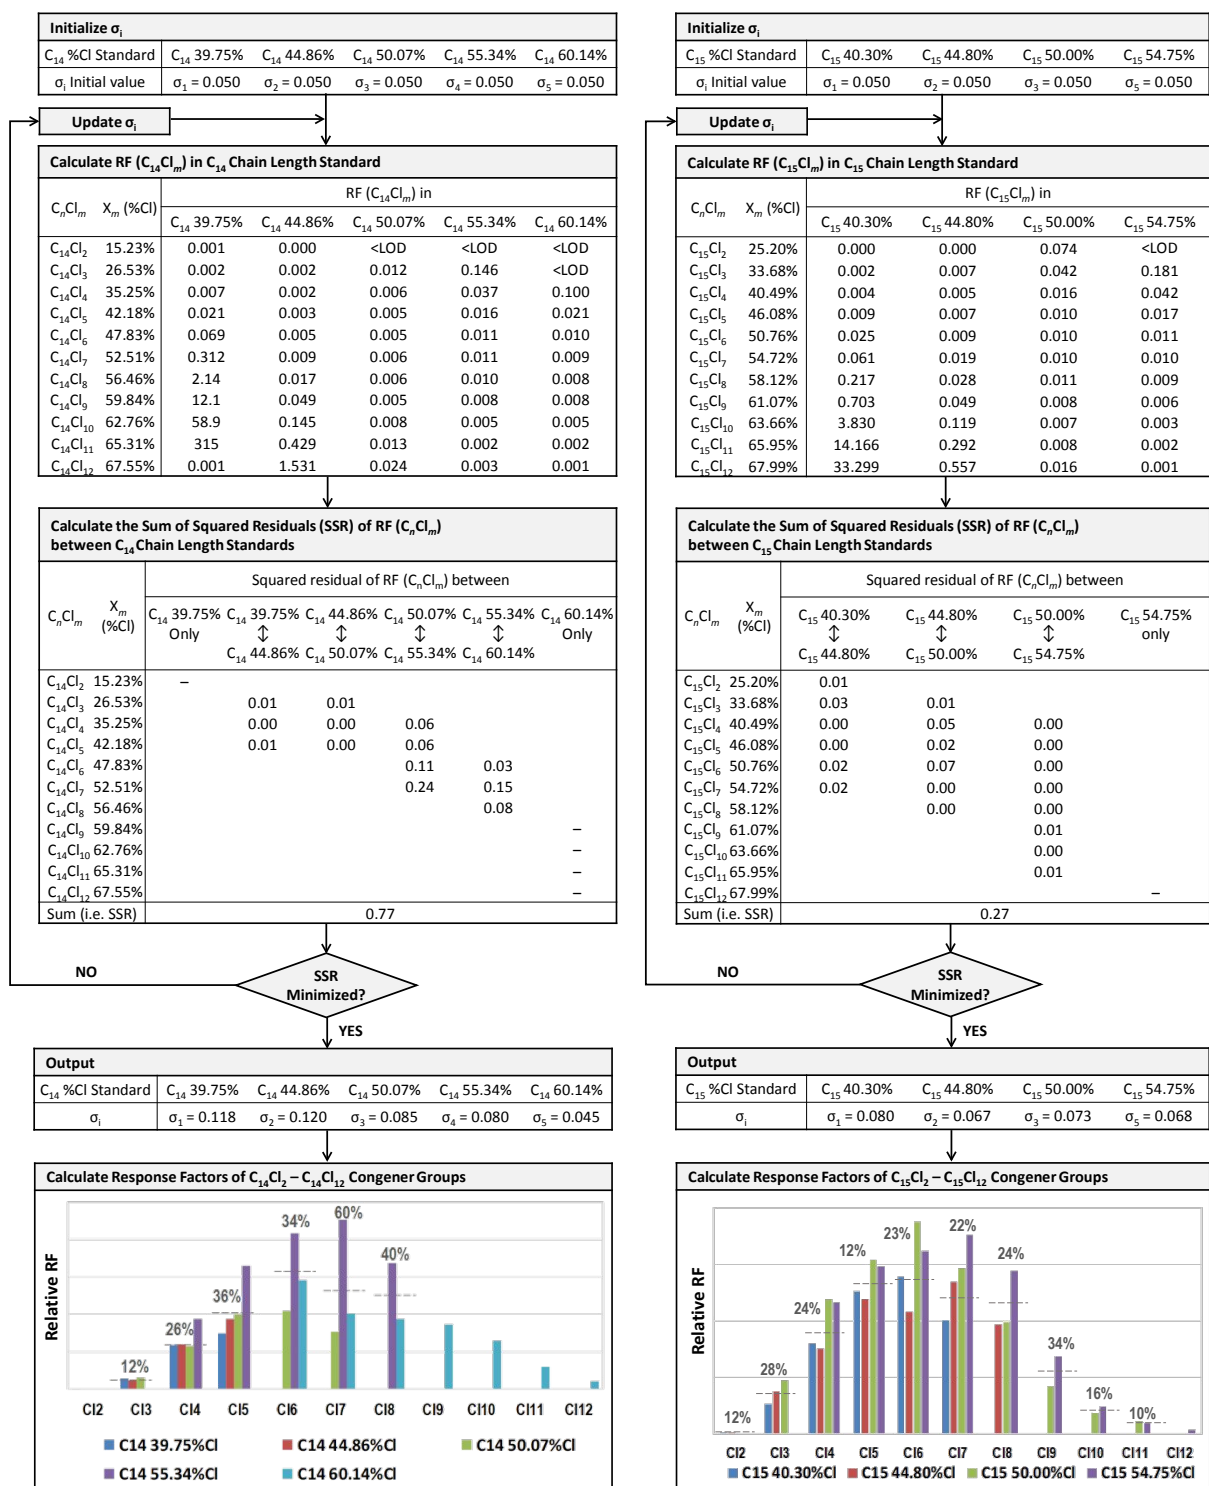 Initialize σi
C14 %Cl Standard C14 39.75% C14 44.86% C14 50.07% C14 55.34% C14 60.14%
σi Initial value σ1 = 0.050 σ2 = 0.050 σ3 = 0.050 σ4 = 0.050 σ5 = 0.050
Update σi
Calculate RF (C14Clm) in C14 Chain Length Standard
RF (C14Clm) in
CnClm Xm (%Cl)
C14 39.75% C14 44.86% C14 50.07% C14 55.34% C14 60.14%
C14Cl2 15.23% 0.001 0.000 <LOD <LOD <LOD
C14Cl3 26.53% 0.002 0.002 0.012 0.146 <LOD
C14Cl4 35.25% 0.007 0.002 0.006 0.037 0.100
C14Cl5 42.18% 0.021 0.003 0.005 0.016 0.021
C14Cl6 47.83% 0.069 0.005 0.005 0.011 0.010
C14Cl7 52.51% 0.312 0.009 0.006 0.011 0.009
C14Cl8 56.46% 2.14 0.017 0.006 0.010 0.008
C14Cl9 59.84% 12.1 0.049 0.005 0.008 0.008
C14Cl10 62.76% 58.9 0.145 0.008 0.005 0.005
C14Cl11 65.31% 315 0.429 0.013 0.002 0.002
C14Cl12 67.55% 0.001 1.531 0.024 0.003 0.001
Calculate the Sum of Squared Residuals (SSR) of RF (CnClm)
between C14 Chain Length Standards
Squared residual of RF (CnClm) between
CnClm Xm (%Cl)
C14 39.75% C14 39.75% C14 44.86% C14 50.07% C14 55.34% C14 60.14%
Only ↕ ↕ ↕ ↕ Only
C14 44.86% C14 50.07% C14 55.34% C14 60.14%
C14Cl2 15.23% –
C14Cl3 26.53% 0.01 0.01
C14Cl4 35.25% 0.00 0.00 0.06
C14Cl5 42.18% 0.01 0.00 0.06
C14Cl6 47.83% 0.11 0.03
C14Cl7 52.51% 0.24 0.15
C14Cl8 56.46% 0.08
C14Cl9 59.84% –
C14Cl10 62.76% –
C14Cl11 65.31% –
C14Cl12 67.55% –
Sum (i.e. SSR) 0.77
NO
SSR
Minimized?
YES
Output
C14 %Cl Standard C14 39.75% C14 44.86% C14 50.07% C14 55.34% C14 60.14%
σi σ1 = 0.118 σ2 = 0.120 σ3 = 0.085 σ4 = 0.080 σ5 = 0.045
Calculate Response Factors of C14Cl2 – C14Cl12 Congener Groups
Relative RF
12% 26% 36% 34% 60% 40%
Cl2 Cl3 Cl4 Cl5 Cl6 Cl7 Cl8 Cl9 Cl10 Cl11 Cl12
C14 39.75%Cl C14 44.86%Cl C14 50.07%Cl
C14 55.34%Cl C14 60.14%Cl
Initialize σi
C15 %Cl Standard C15 40.30% C15 44.80% C15 50.00% C15 54.75%
σi Initial value σ1 = 0.050 σ2 = 0.050 σ3 = 0.050 σ5 = 0.050
Update σi
Calculate RF (C15Clm) in C15 Chain Length Standard
RF (C15Clm) in
CnClm Xm (%Cl)
C15 40.30% C15 44.80% C15 50.00% C15 54.75%
C15Cl2 25.20% 0.000 0.000 0.074 <LOD
C15Cl3 33.68% 0.002 0.007 0.042 0.181
C15Cl4 40.49% 0.004 0.005 0.016 0.042
C15Cl5 46.08% 0.009 0.007 0.010 0.017
C15Cl6 50.76% 0.025 0.009 0.010 0.011
C15Cl7 54.72% 0.061 0.019 0.010 0.010
C15Cl8 58.12% 0.217 0.028 0.011 0.009
C15Cl9 61.07% 0.703 0.049 0.008 0.006
C15Cl10 63.66% 3.830 0.119 0.007 0.003
C15Cl11 65.95% 14.166 0.292 0.008 0.002
C15Cl12 67.99% 33.299 0.557 0.016 0.001
Calculate the Sum of Squared Residuals (SSR) of RF (CnClm)
between C15 Chain Length Standards
Squared residual of RF (CnClm) between
CnClm Xm (%Cl)
C15 40.30% C15 44.80% C15 50.00% C15 54.75%
↕ ↕ ↕ only
C15 44.80% C15 50.00% C15 54.75%
C15Cl2 25.20% 0.01
C15Cl3 33.68% 0.03 0.01
C15Cl4 40.49% 0.00 0.05 0.00
C15Cl5 46.08% 0.00 0.02 0.00
C15Cl6 50.76% 0.02 0.07 0.00
C15Cl7 54.72% 0.02 0.00 0.00
C15Cl8 58.12% 0.00 0.00
C15Cl9 61.07% 0.01
C15Cl10 63.66% 0.00
C15Cl11 65.95% 0.01
C15Cl12 67.99% –
Sum (i.e. SSR) 0.27
NO
SSR
Minimized?
YES
Output
C15 %Cl Standard C15 40.30% C15 44.80% C15 50.00% C15 54.75%
σi σ1 = 0.080 σ2 = 0.067 σ3 = 0.073 σ5 = 0.068
Calculate Response Factors of C15Cl2 – C15Cl12 Congener Groups
Relative RF
12% 28% 24% 12% 23% 22% 24% 34% 16% 10%
Cl2 Cl3 Cl4 Cl5 Cl6 Cl7 Cl8 Cl9 Cl10 Cl11 Cl12
C15 40.30%Cl C15 44.80%Cl C15 50.00%Cl C15 54.75%Cl